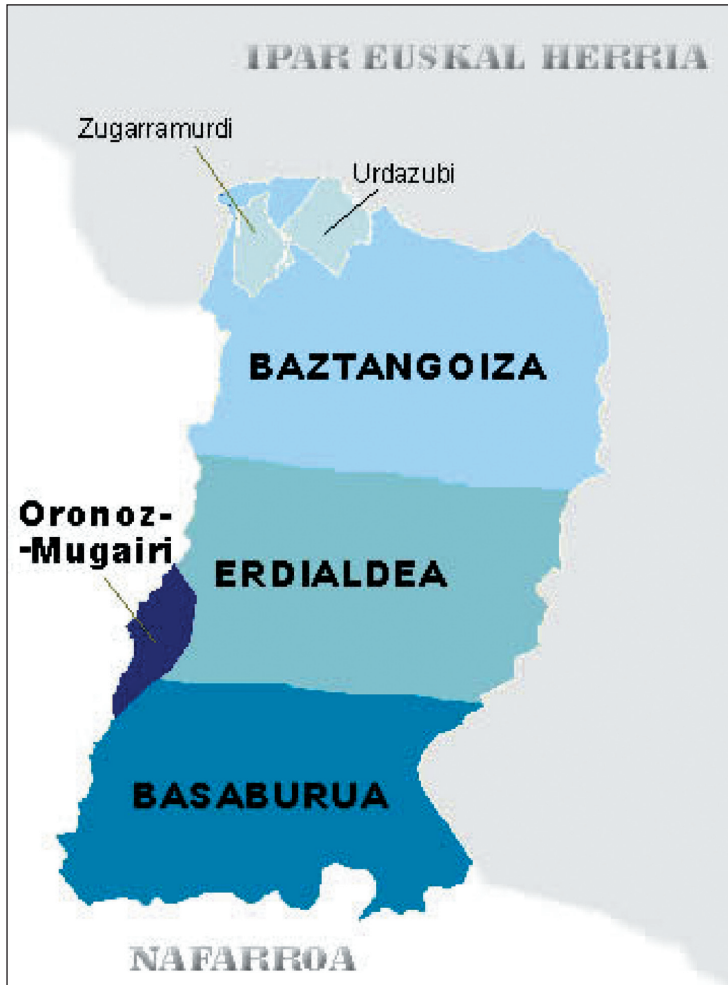 IPAR EUSKAL HERRIA
Zugarramurdi
Urdazubi
BAZTANGOIZA
Oronoz-
-Mugairi
ERDIALDEA
BASABURUA
NAFARROA